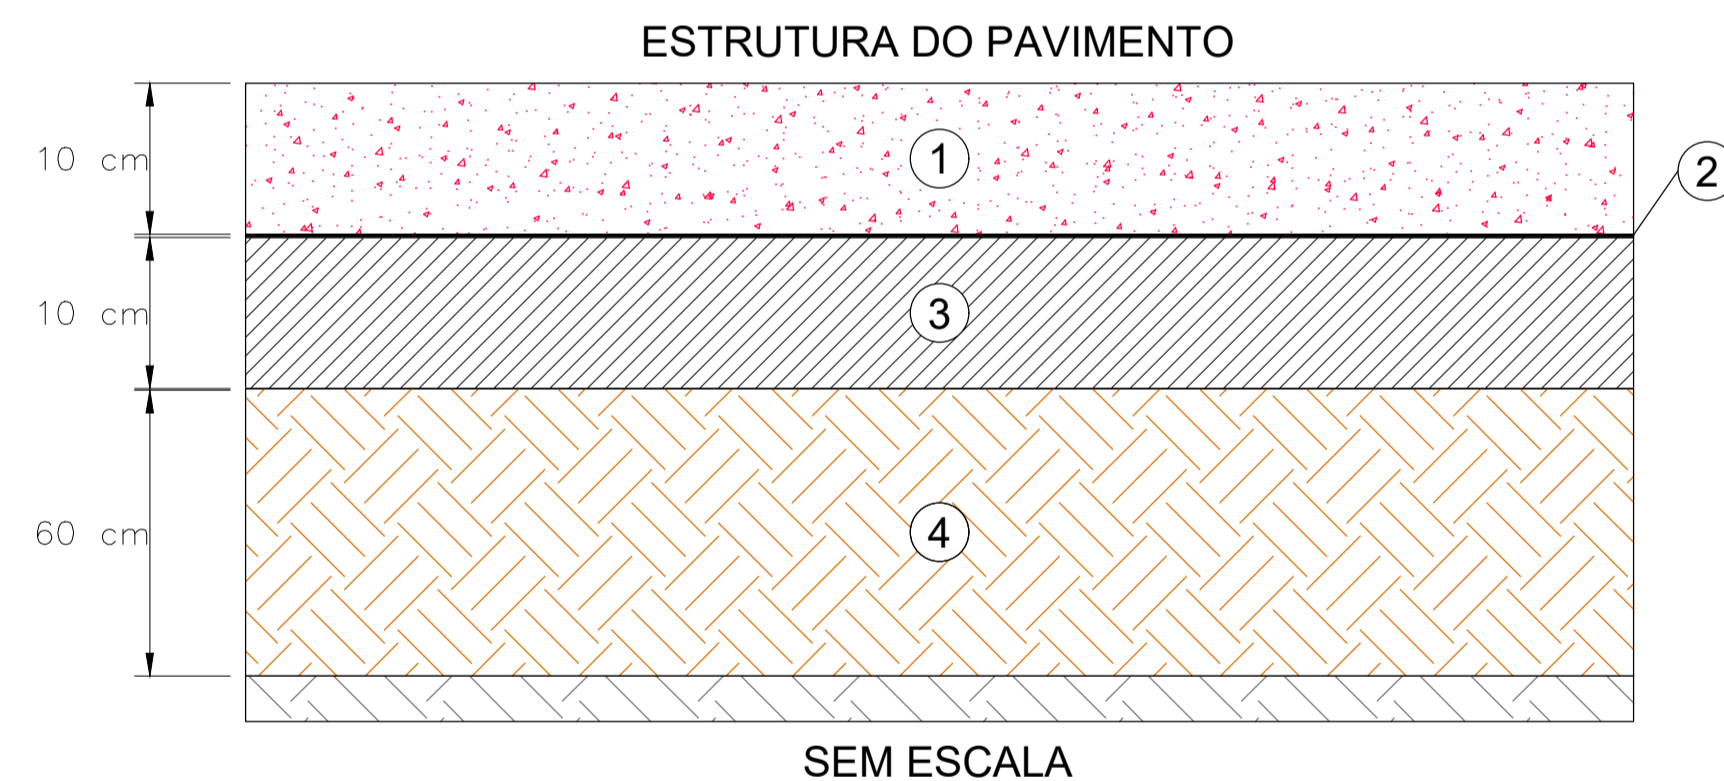 ESTRUTURA DO PAVIMENTO
10 cm
1
2
10 cm
3
60 cm
4
SEM ESCALA